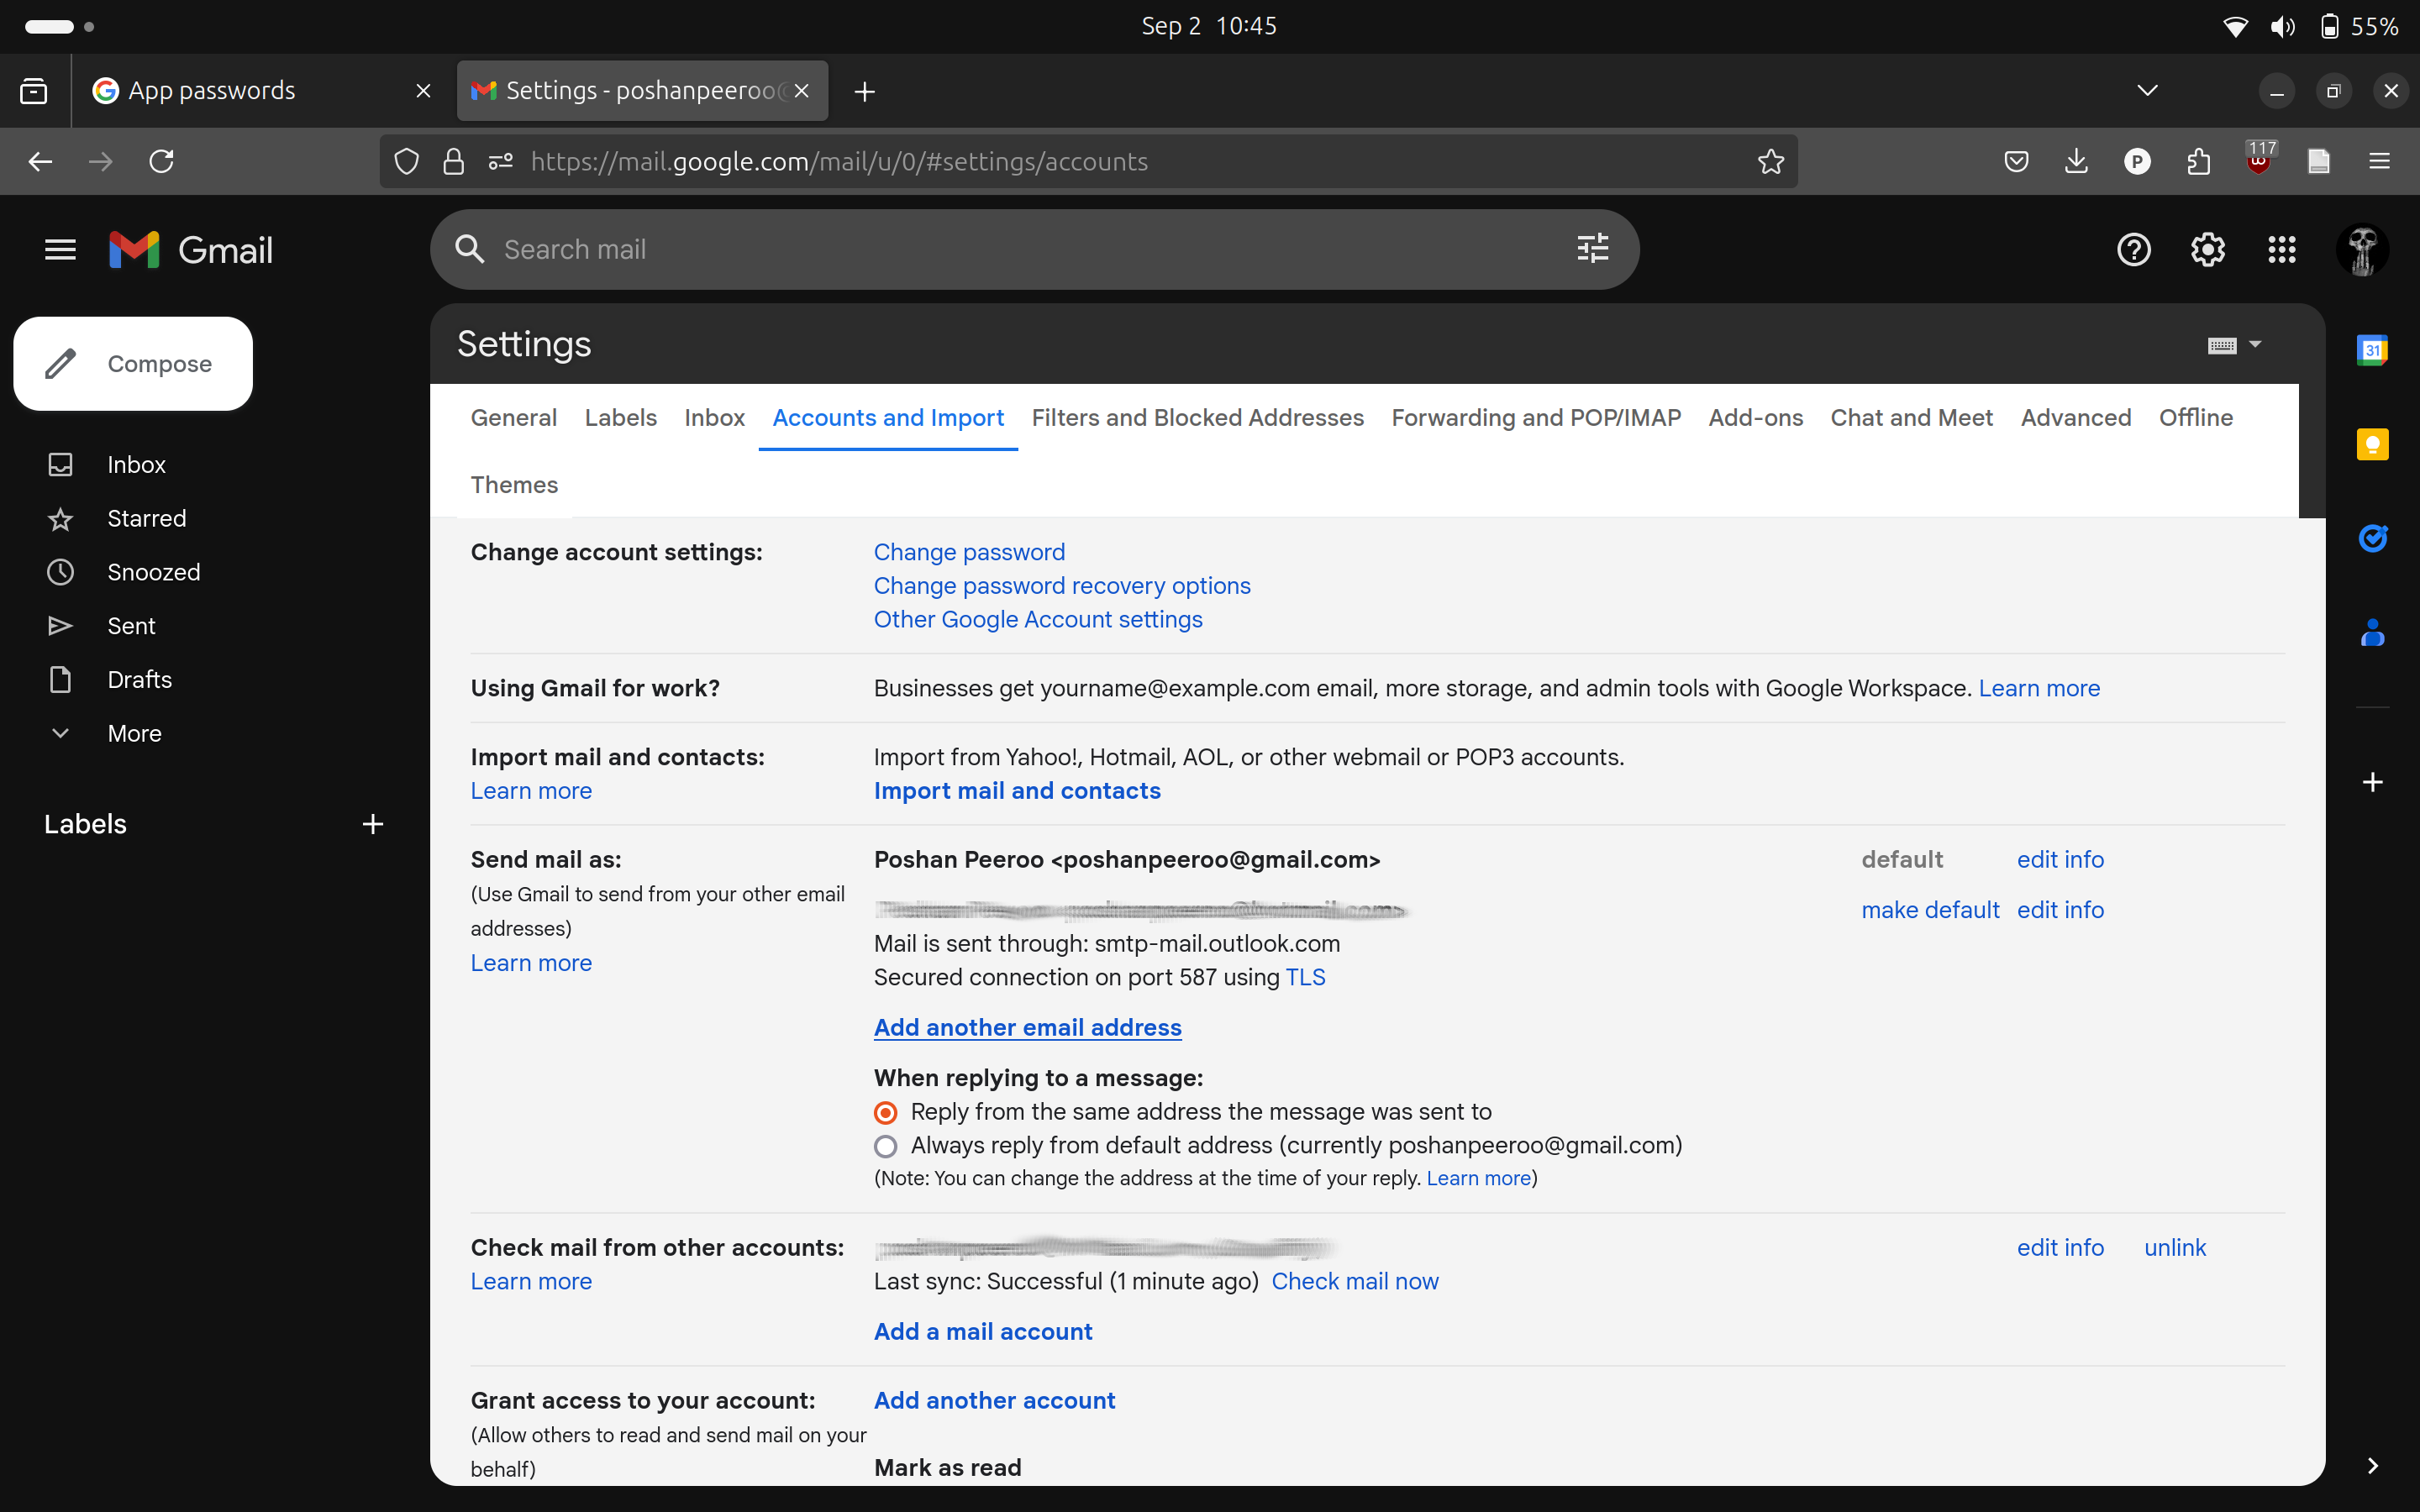 Sep 2 10:45
55%
App passwords
Settings - poshanpeeroo@
https://mail.google.com/mail/u/0/#settings/accounts
117
P
Gmail
Search mail
Settings
Compose
General Labels Inbox Accounts and Import Filters and Blocked Addresses Forwarding and POP/IMAP Add-ons Chat and Meet Advanced Offline
Themes
31
Inbox
Starred
Snoozed
Sent
Drafts
More
Labels
Change account settings:
Change password
Change password recovery options
Other Google Account settings
Using Gmail for work?
Businesses get yourname@example.com email, more storage, and admin tools with Google Workspace. Learn more
Import mail and contacts:
Learn more
Import from Yahoo!, Hotmail, AOL, or other webmail or POP3 accounts.
Import mail and contacts
Send mail as:
(Use Gmail to send from your other email
addresses)
Learn more
Poshan Peeroo <poshanpeeroo@gmail.com>
default edit info
make default edit info
Mail is sent through: smtp-mail.outlook.com
Secured connection on port 587 using TLS
Add another email address
When replying to a message:
Reply from the same address the message was sent to
Always reply from default address (currently poshanpeeroo@gmail.com)
(Note: You can change the address at the time of your reply. Learn more)
Check mail from other accounts:
Learn more
edit info unlink
Last sync: Successful (1 minute ago) Check mail now
Add a mail account
Grant access to your account:
(Allow others to read and send mail on your
behalf)
Add another account
Mark as read